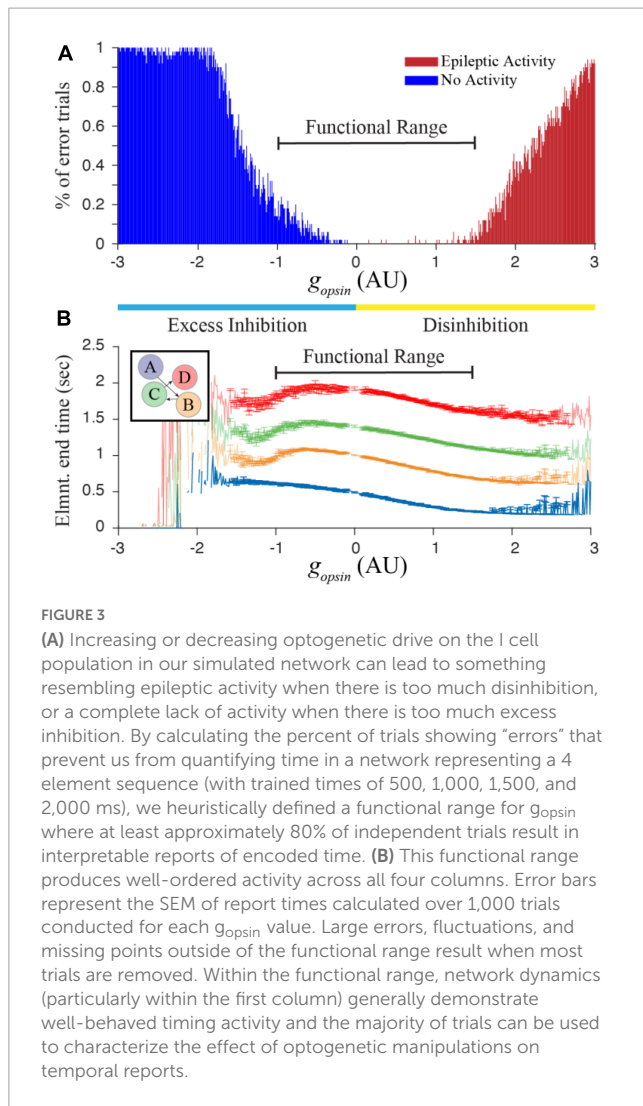 A
% of error trials
1
0.8
0.6
0.4
0.2
0
Epileptic Activity
No Activity
Functional Range
-3 -2 -1 0 1 2 3
g_opsin (AU)
Excess Inhibition Disinhibition
B
Elmnt. end time (sec)
2.5
2
1.5
1
0.5
0
A
D
C
B
Functional Range
-3 -2 -1 0 1 2 3
g_opsin (AU)
FIGURE 3
(A) Increasing or decreasing optogenetic drive on the I cell
population in our simulated network can lead to something
resembling epileptic activity when there is too much disinhibition,
or a complete lack of activity when there is too much excess
inhibition. By calculating the percent of trials showing “errors” that
prevent us from quantifying time in a network representing a 4
element sequence (with trained times of 500, 1,000, 1,500, and
2,000 ms), we heuristically defined a functional range for g_opsin
where at least approximately 80% of independent trials result in
interpretable reports of encoded time. (B) This functional range
produces well-ordered activity across all four columns. Error bars
represent the SEM of report times calculated over 1,000 trials
conducted for each g_opsin value. Large errors, fluctuations, and
missing points outside of the functional range result when most
trials are removed. Within the functional range, network dynamics
(particularly within the first column) generally demonstrate
well-behaved timing activity and the majority of trials can be used
to characterize the effect of optogenetic manipulations on
temporal reports.